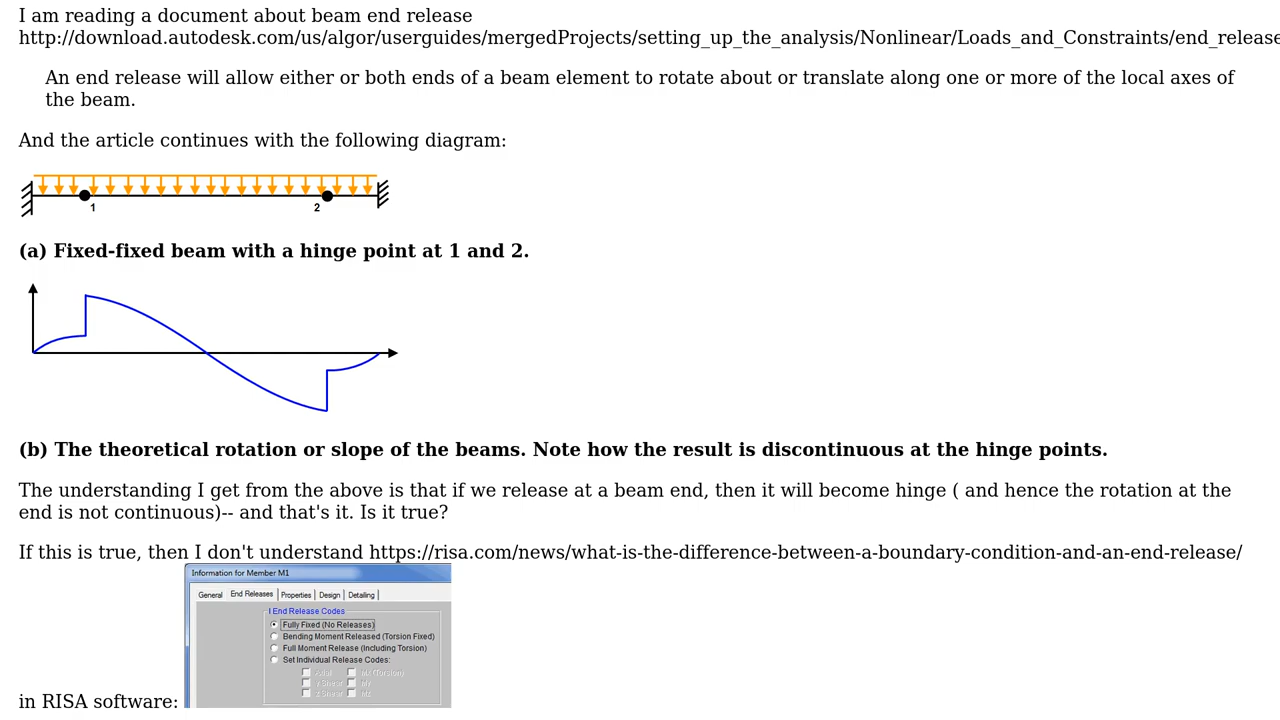 I am reading a document about beam end release
http://download.autodesk.com/us/algor/userguides/mergedProjects/setting_up_the_analysis/Nonlinear/Loads_and_Constraints/end_release
An end release will allow either or both ends of a beam element to rotate about or translate along one or more of the local axes of
the beam.
And the article continues with the following diagram:
1
2
(a) Fixed-fixed beam with a hinge point at 1 and 2.
(b) The theoretical rotation or slope of the beams. Note how the result is discontinuous at the hinge points.
The understanding I get from the above is that if we release at a beam end, then it will become hinge ( and hence the rotation at the
end is not continuous)-- and that's it. Is it true?
If this is true, then I don't understand https://risa.com/news/what-is-the-difference-between-a-boundary-condition-and-an-end-release/
Information for Member M1
General End Releases Properties Design Detailing
I End Release Codes
Fully Fixed (No Releases)
Bending Moment Released (Torsion Fixed)
Full Moment Release (Including Torsion)
Set Individual Release Codes:
Axial Mx (Torsion)
y Shear My
z Shear Mz
in RISA software: